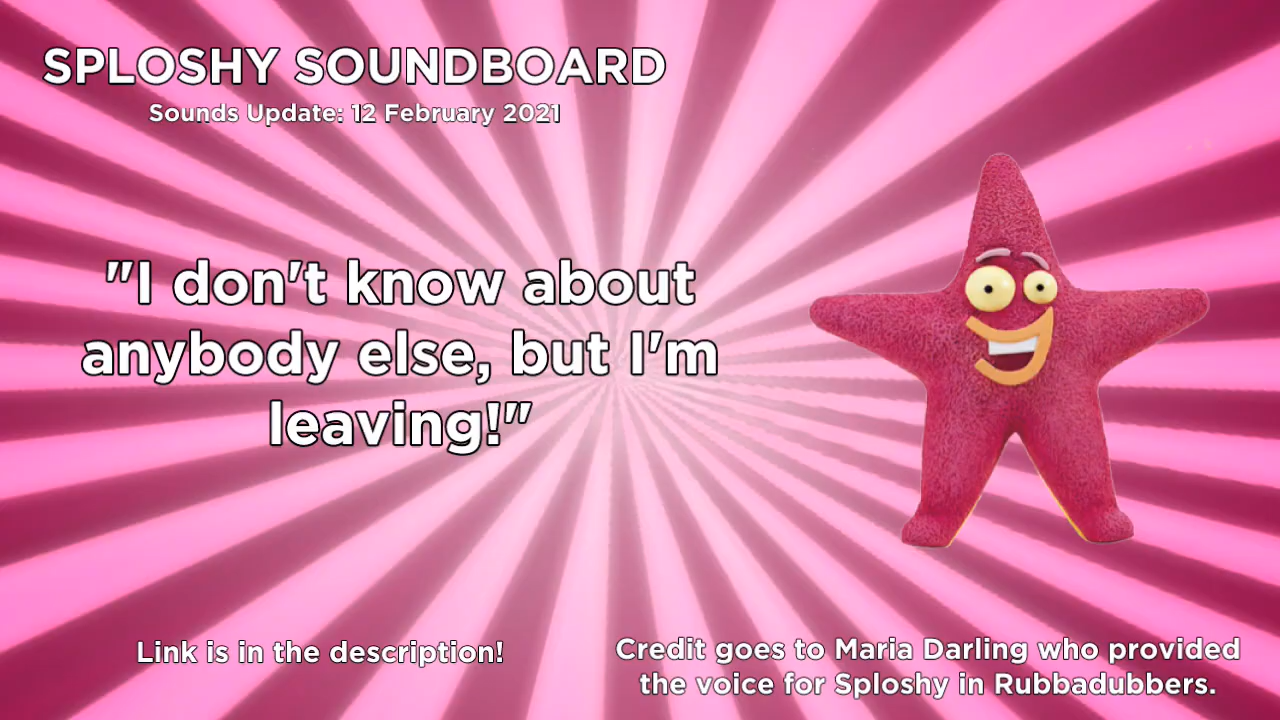 SPLOSHY SOUNDBOARD
Sounds Update: 12 February 2021
"I don't know about
anybody else, but I'm
leaving!"
Link is in the description!
Credit goes to Maria Darling who provided
the voice for Sploshy in Rubbadubbers.